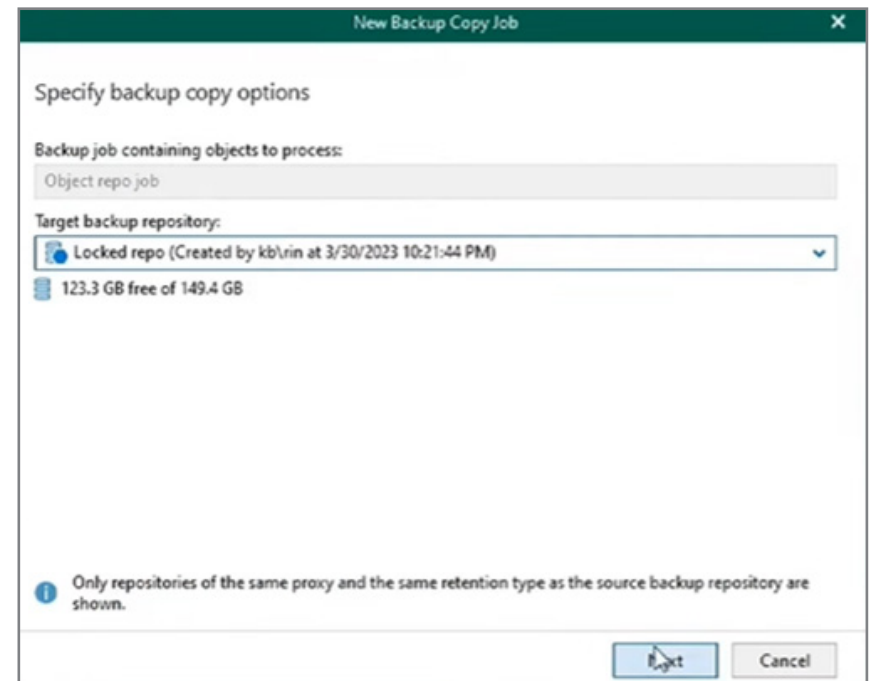 New Backup Copy Job
Specify backup copy options
Backup job containing objects to process:
Object repo job
Target backup repository:
Locked repo (Created by kb\rin at 3/30/2023 10:21:44 PM)
123.3 GB free of 149.4 GB
Only repositories of the same proxy and the same retention type as the source backup repository are
shown.
Next
Cancel